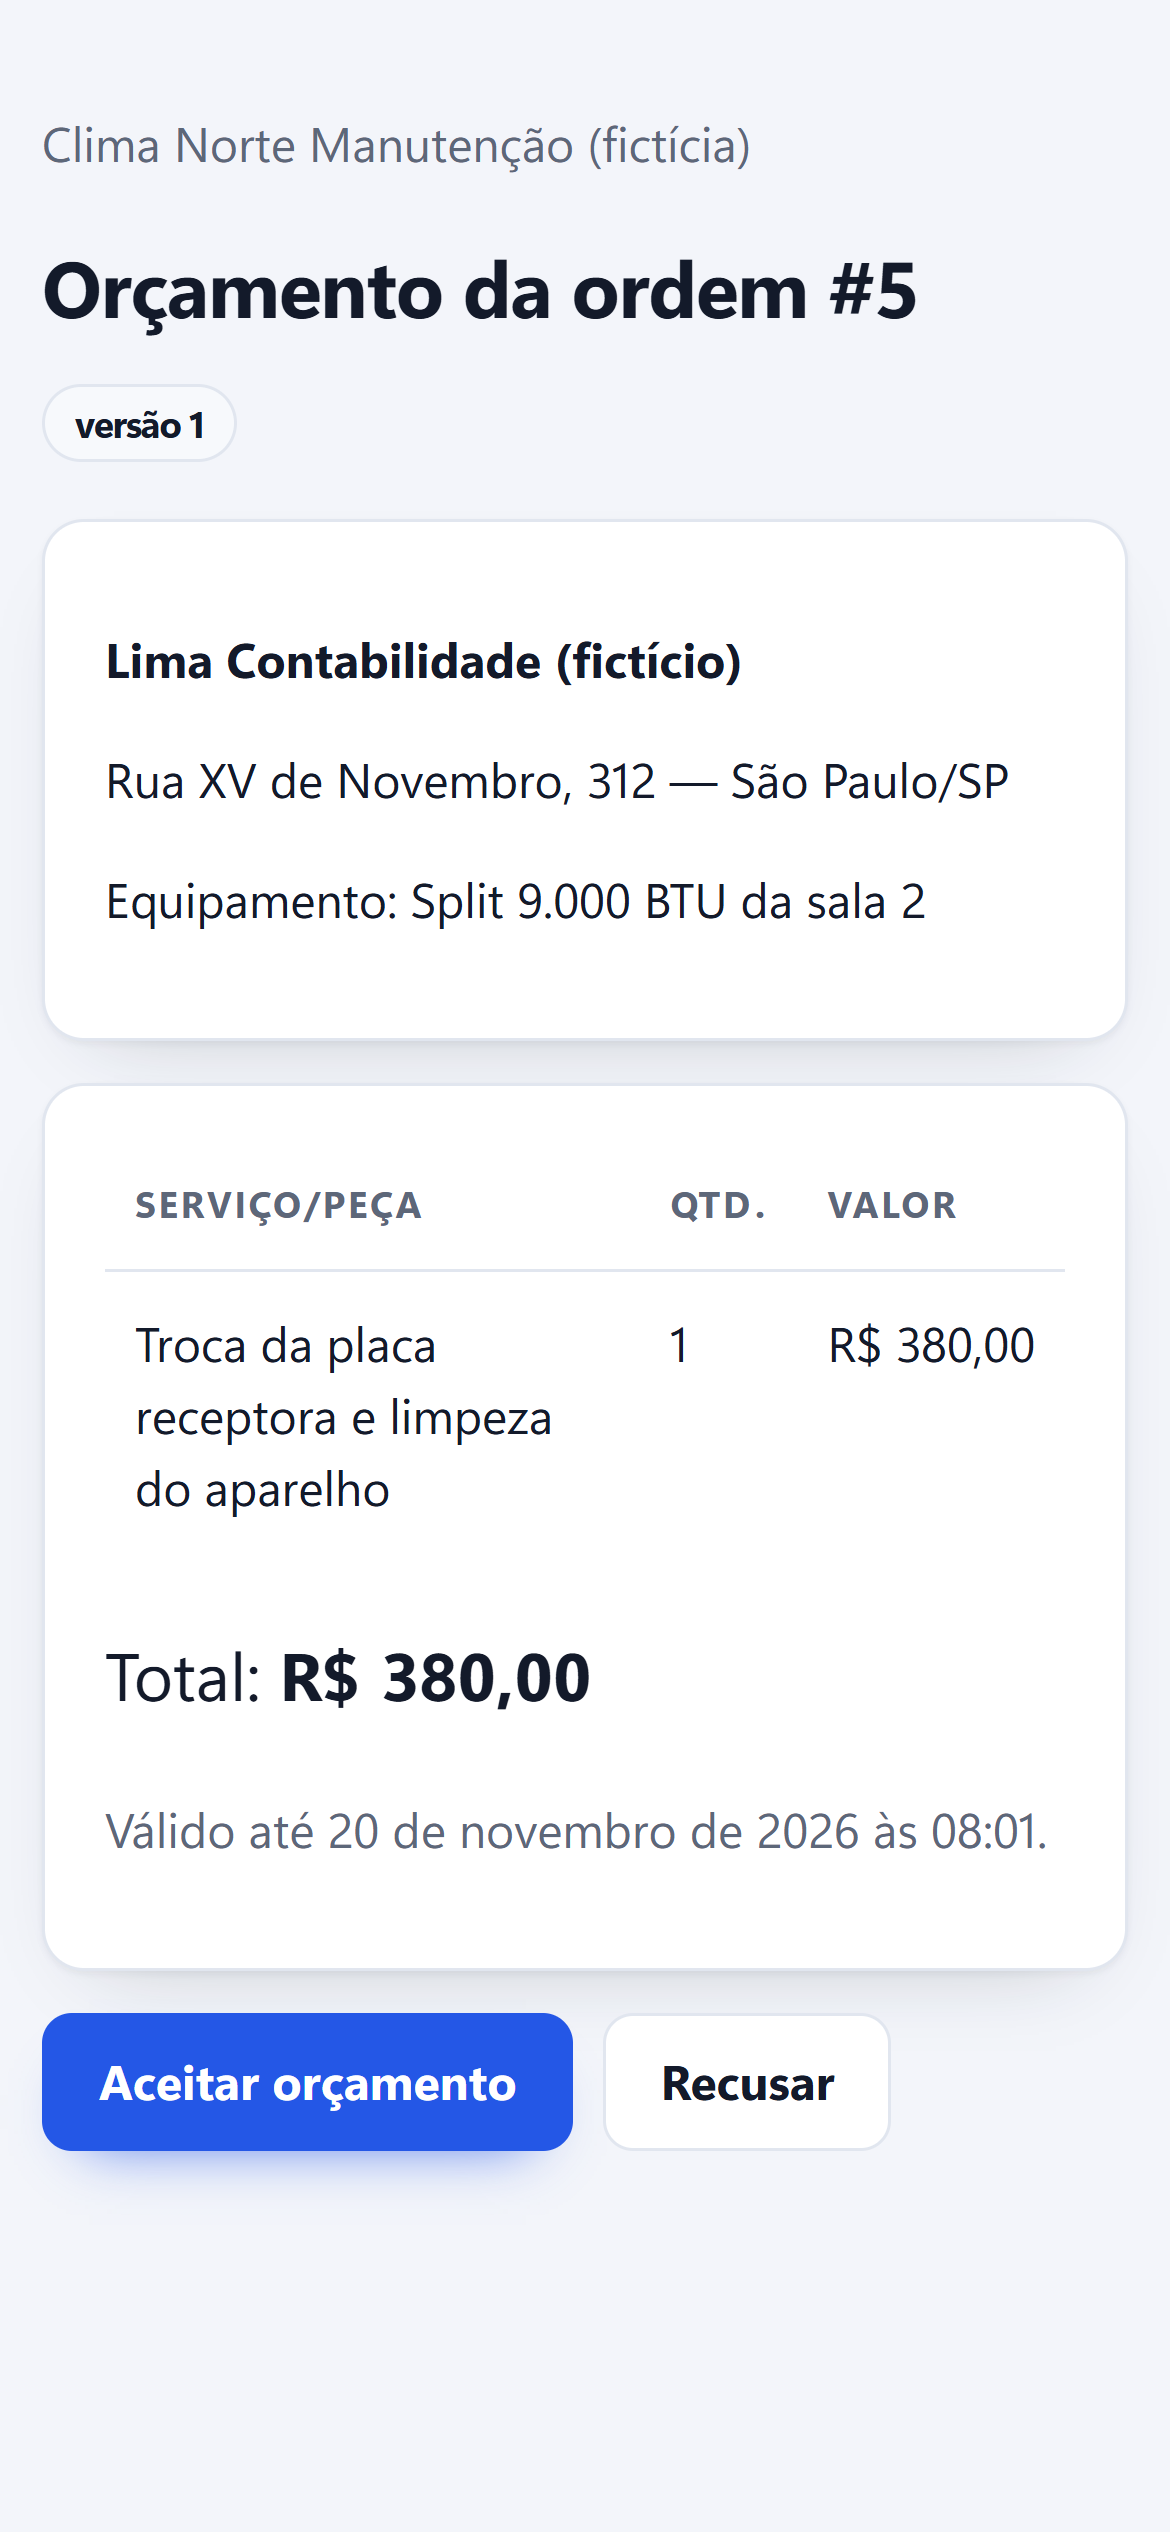 Clima Norte Manutenção (fictícia)
Orçamento da ordem #5
versão 1
Lima Contabilidade (fictício)
Rua XV de Novembro, 312 — São Paulo/SP
Equipamento: Split 9.000 BTU da sala 2
SERVIÇO/PEÇA QTD. VALOR
Troca da placa 1 R$ 380,00
receptora e limpeza
do aparelho
Total: R$ 380,00
Válido até 20 de novembro de 2026 às 08:01.
Aceitar orçamento Recusar